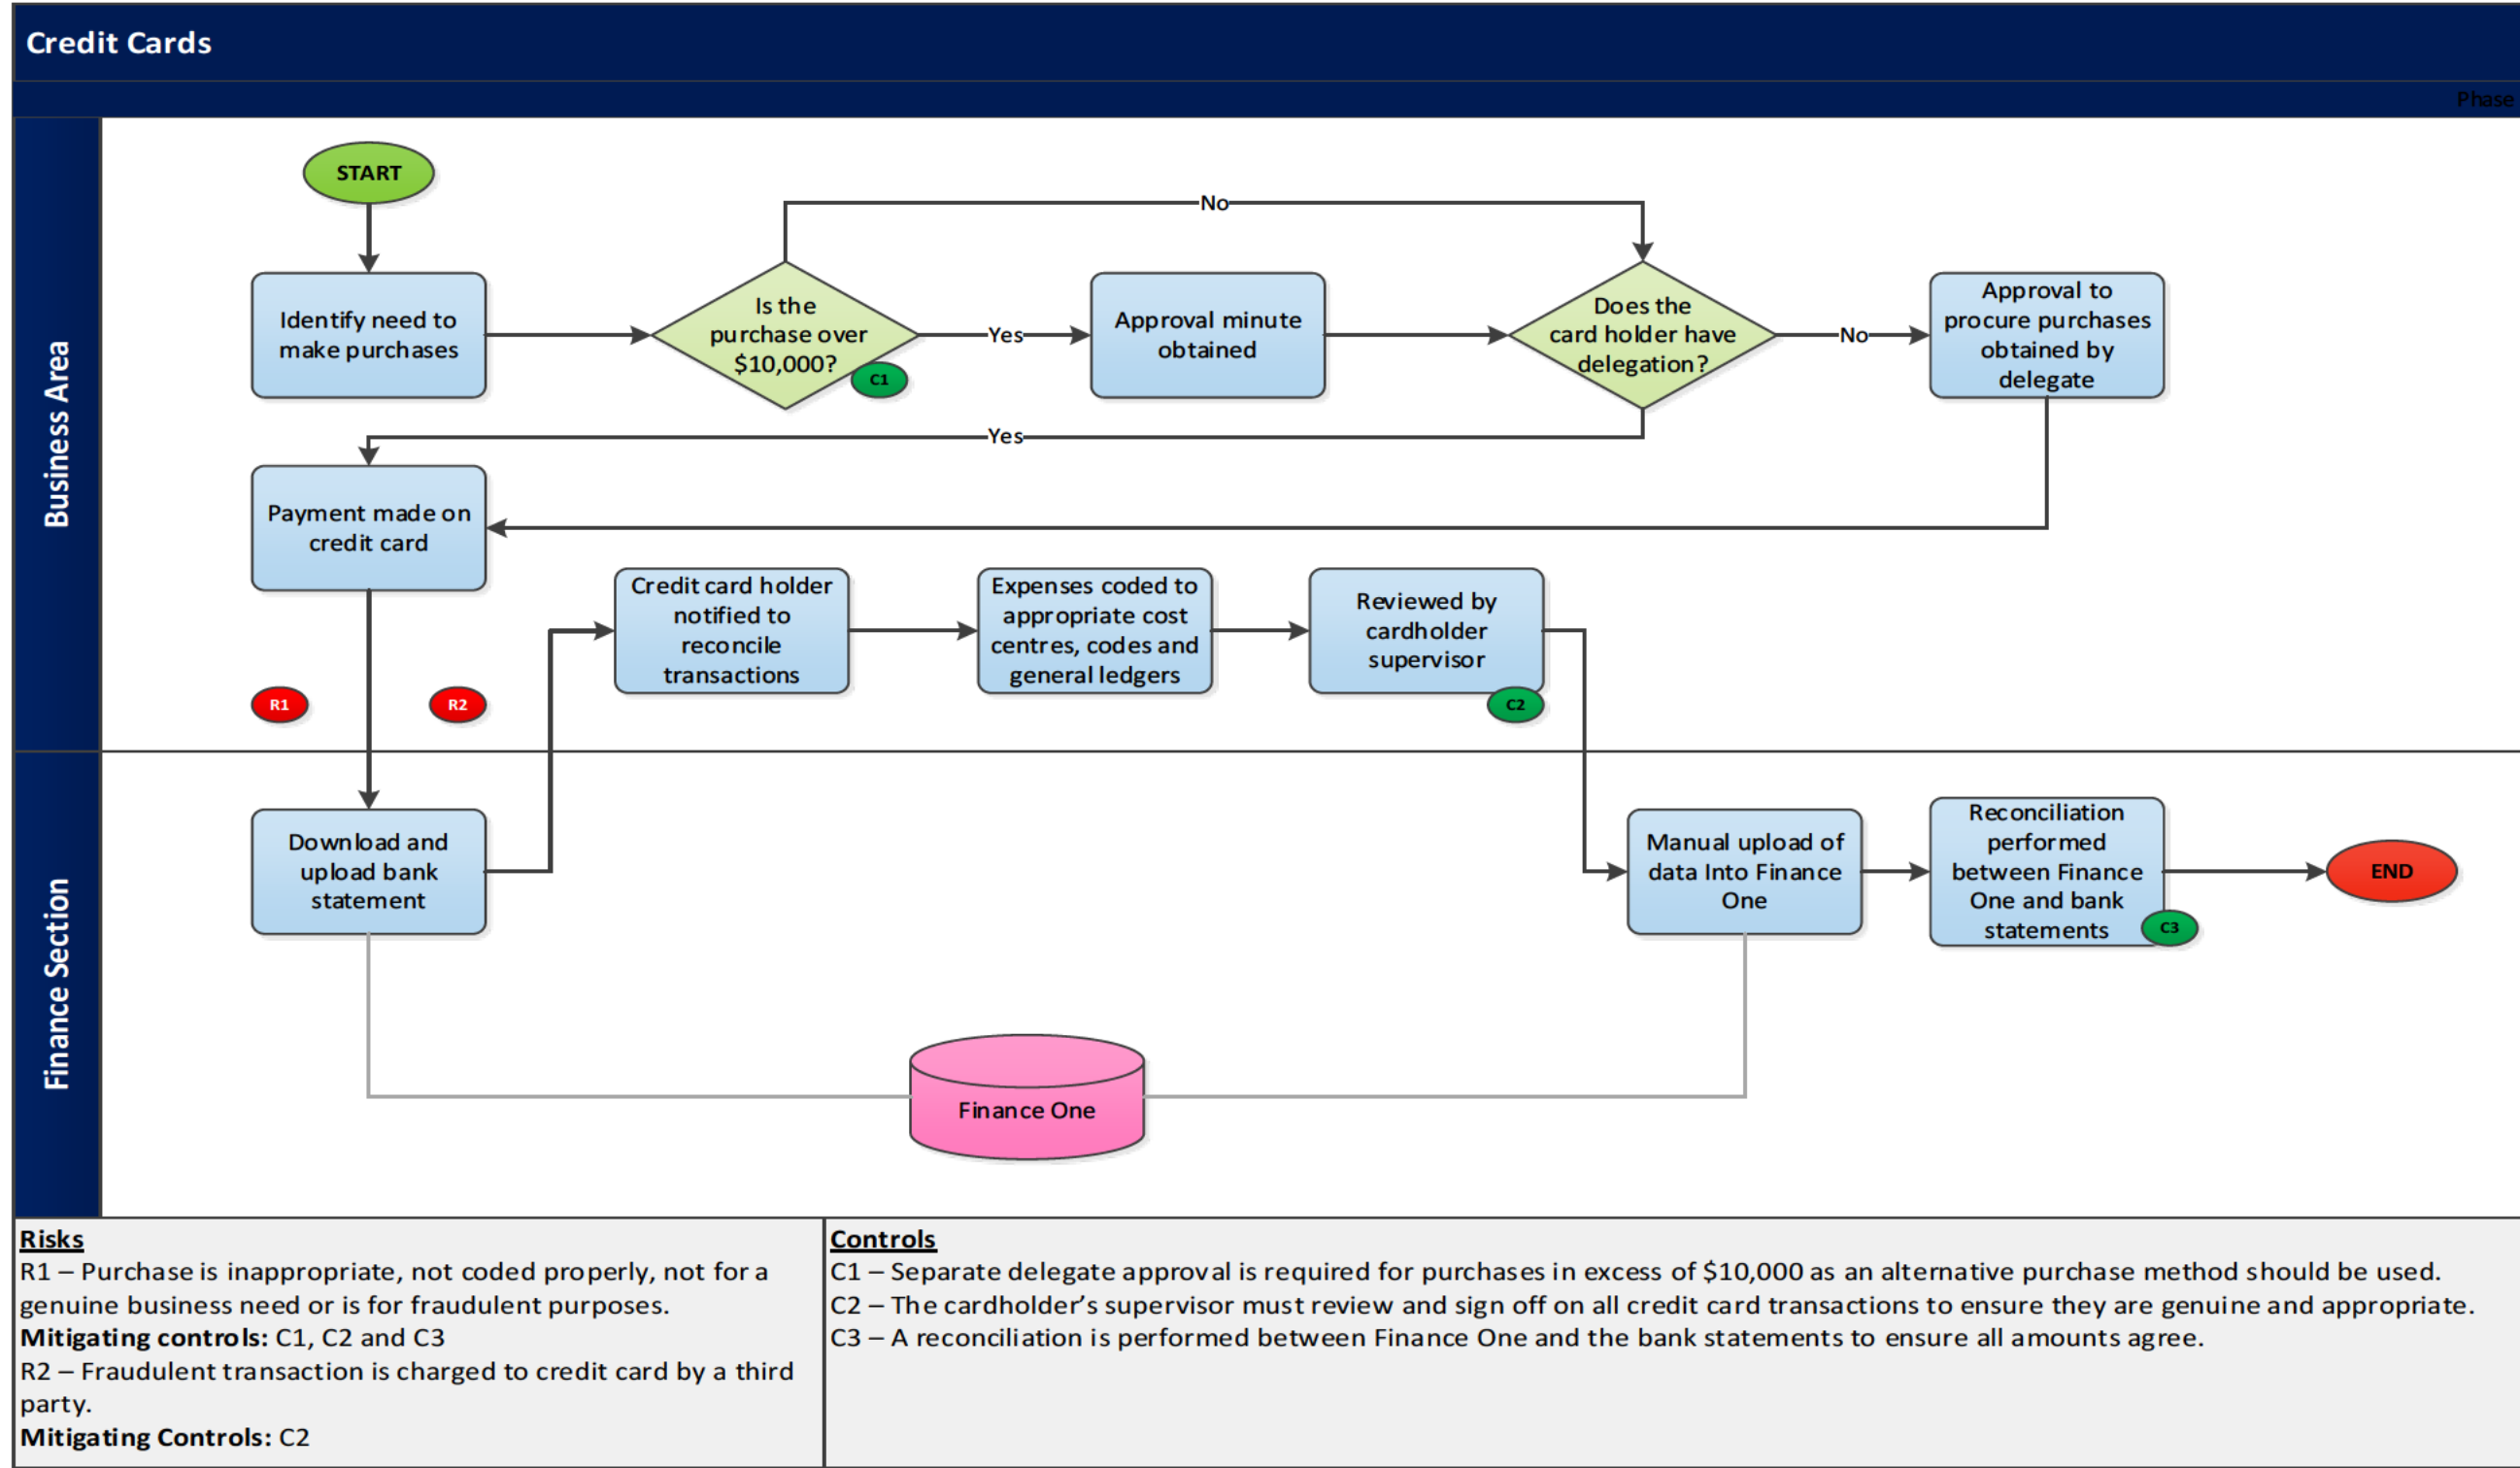 Credit Cards
Phase
Business Area
START
No
Identify need to
make purchases
Is the
purchase over
$10,000?
C1
Yes
Approval minute
obtained
Does the
card holder have
delegation?
No
Approval to
procure purchases
obtained by
delegate
Yes
Payment made on
credit card
Credit card holder
notified to
reconcile
transactions
Expenses coded to
appropriate cost
centres, codes and
general ledgers
Reviewed by
cardholder
supervisor
R1
R2
C2
Finance Section
Download and
upload bank
statement
Manual upload of
data Into Finance
One
Reconciliation
performed
between Finance
One and bank
statements
C3
END
Finance One
Risks
R1 – Purchase is inappropriate, not coded properly, not for a
genuine business need or is for fraudulent purposes.
Mitigating controls: C1, C2 and C3
R2 – Fraudulent transaction is charged to credit card by a third
party.
Mitigating Controls: C2
Controls
C1 – Separate delegate approval is required for purchases in excess of $10,000 as an alternative purchase method should be used.
C2 – The cardholder’s supervisor must review and sign off on all credit card transactions to ensure they are genuine and appropriate.
C3 – A reconciliation is performed between Finance One and the bank statements to ensure all amounts agree.